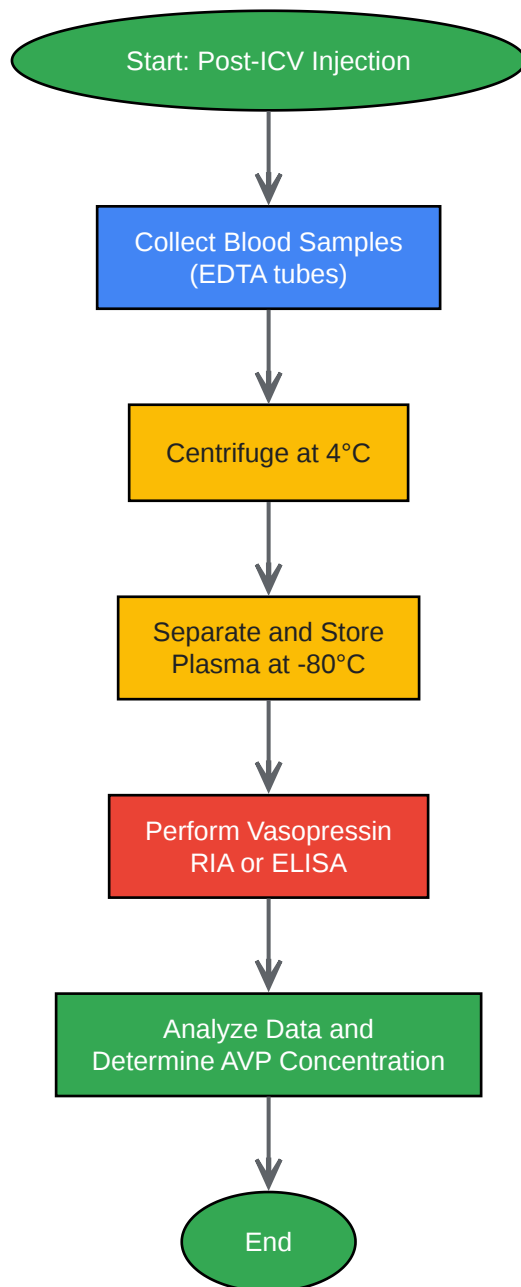 Start: Post-ICV Injection
Collect Blood Samples
(EDTA tubes)
Centrifuge at 4°C
Separate and Store
Plasma at -80°C
Perform Vasopressin
RIA or ELISA
Analyze Data and
Determine AVP Concentration
End